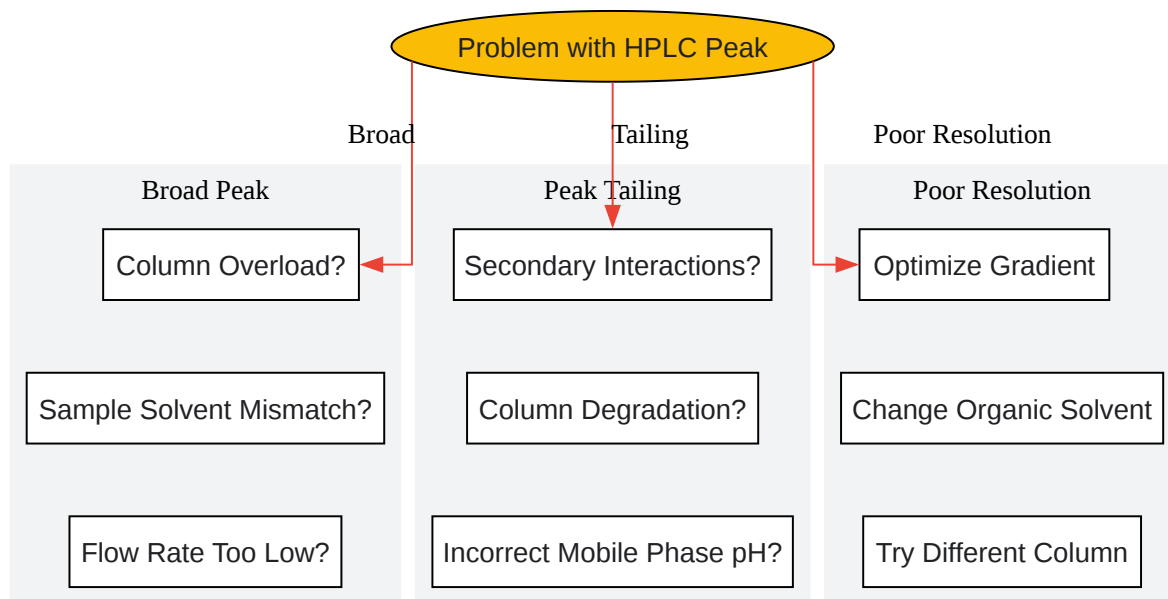 Problem with HPLC Peak
Broad
Tailing
Poor Resolution
Broad Peak
Peak Tailing
Poor Resolution
Column Overload?
Secondary Interactions?
Optimize Gradient
Sample Solvent Mismatch?
Column Degradation?
Change Organic Solvent
Flow Rate Too Low?
Incorrect Mobile Phase pH?
Try Different Column